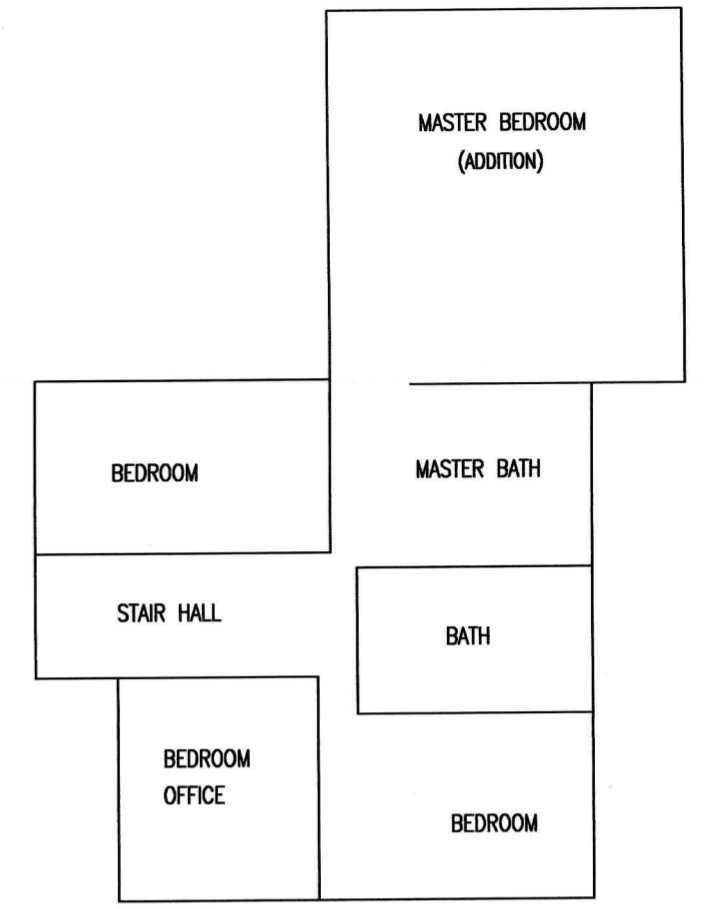 MASTER BEDROOM
(ADDITION)
BEDROOM
MASTER BATH
STAIR HALL
BATH
BEDROOM
OFFICE
BEDROOM